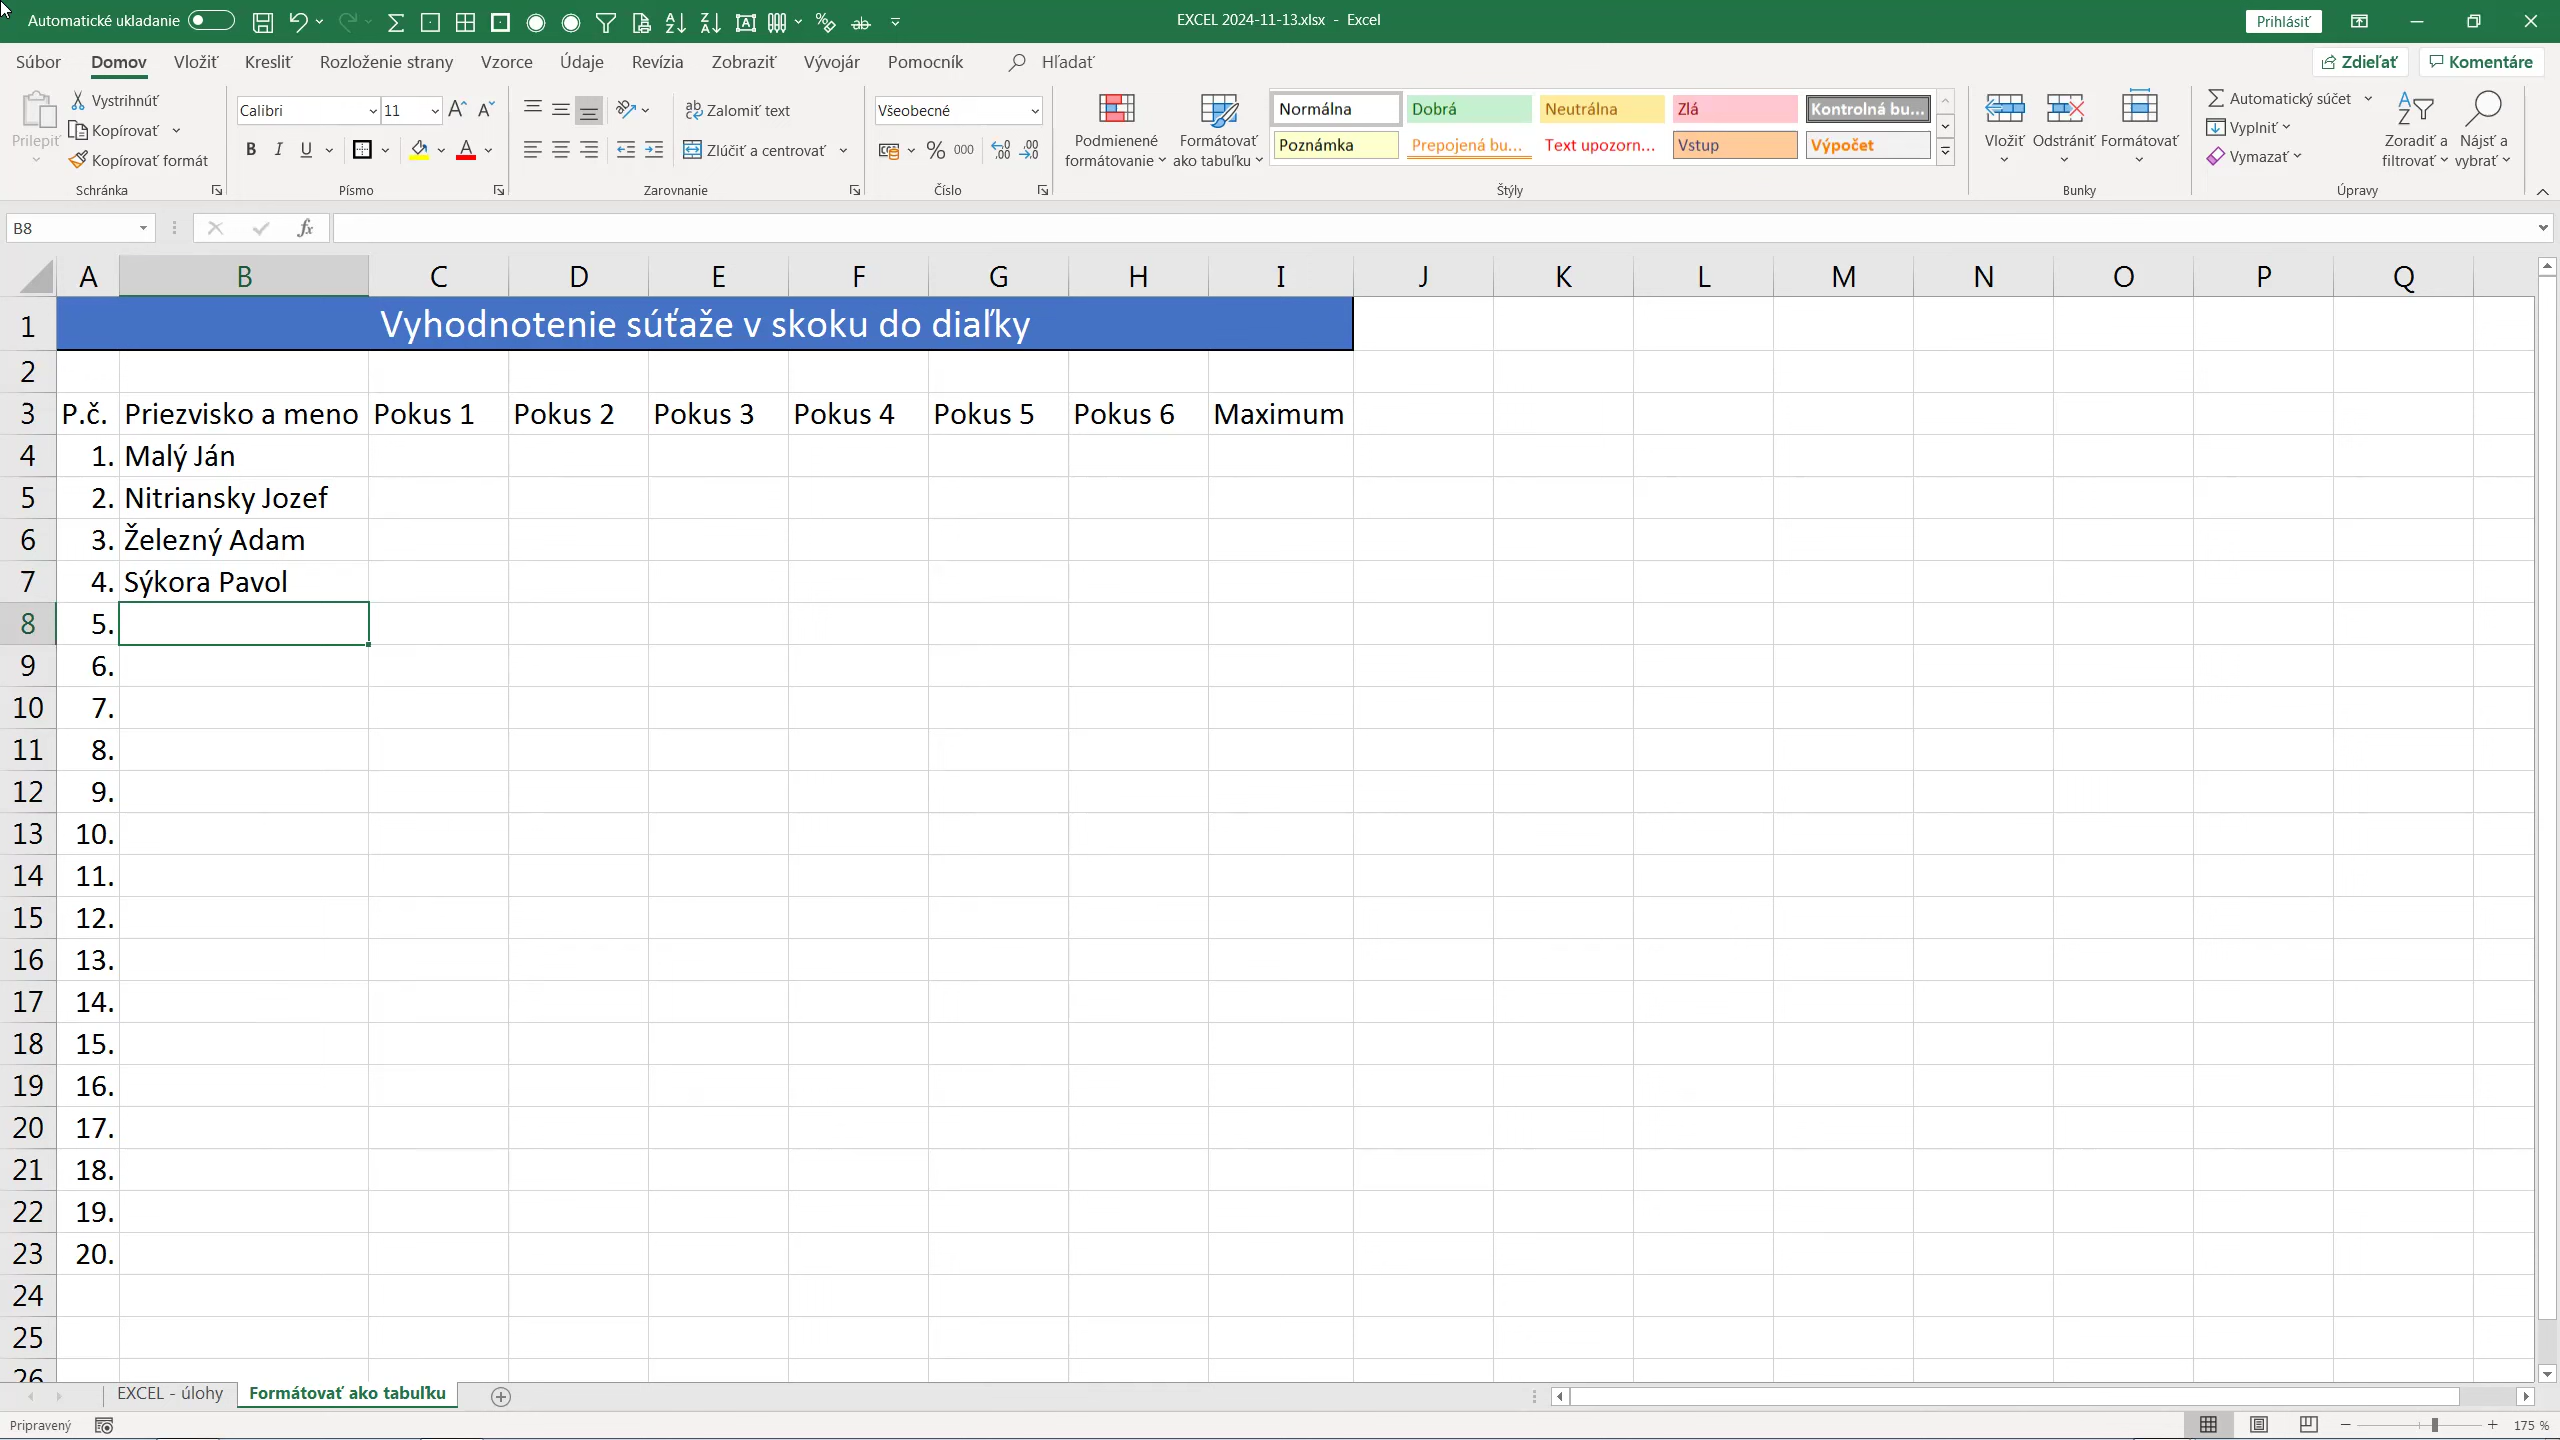 Automatické ukladanie EXCEL 2024-11-13.xlsx - Excel Prihlásiť
Súbor Domov Vložiť Kresliť Rozloženie strany Vzorce Údaje Revízia Zobraziť Vývojár Pomocník Hľadať Zdieľať Komentáre
Prilepiť Vystrihnúť Kopírovať Kopírovať formát
Schránka
Calibri 11
B I U
Písmo
Zalomiť text
Zlúčiť a centrovať
Zarovnanie
Všeobecné
% 000
Číslo
Podmienené formátovanie
Formátovať ako tabuľku
Normálna Dobrá Neutrálna Zlá Kontrolná bu...
Poznámka Prepojená bu... Text upozorn... Vstup Výpočet
Štýly
Vložiť Odstrániť Formátovať
Bunky
Automatický súčet
Vyplniť
Vymazať
Zoradiť a filtrovať
Nájsť a vybrať
Úpravy
B8 fx
A B C D E F G H I J K L M N O P Q
1 Vyhodnotenie súťaže v skoku do diaľky
2
3 P.č. Priezvisko a meno Pokus 1 Pokus 2 Pokus 3 Pokus 4 Pokus 5 Pokus 6 Maximum
4 1. Malý Ján
5 2. Nitriansky Jozef
6 3. Železný Adam
7 4. Sýkora Pavol
8 5.
9 6.
10 7.
11 8.
12 9.
13 10.
14 11.
15 12.
16 13.
17 14.
18 15.
19 16.
20 17.
21 18.
22 19.
23 20.
24
25
26
EXCEL - úlohy Formátovať ako tabuľku
Pripravený 175 %